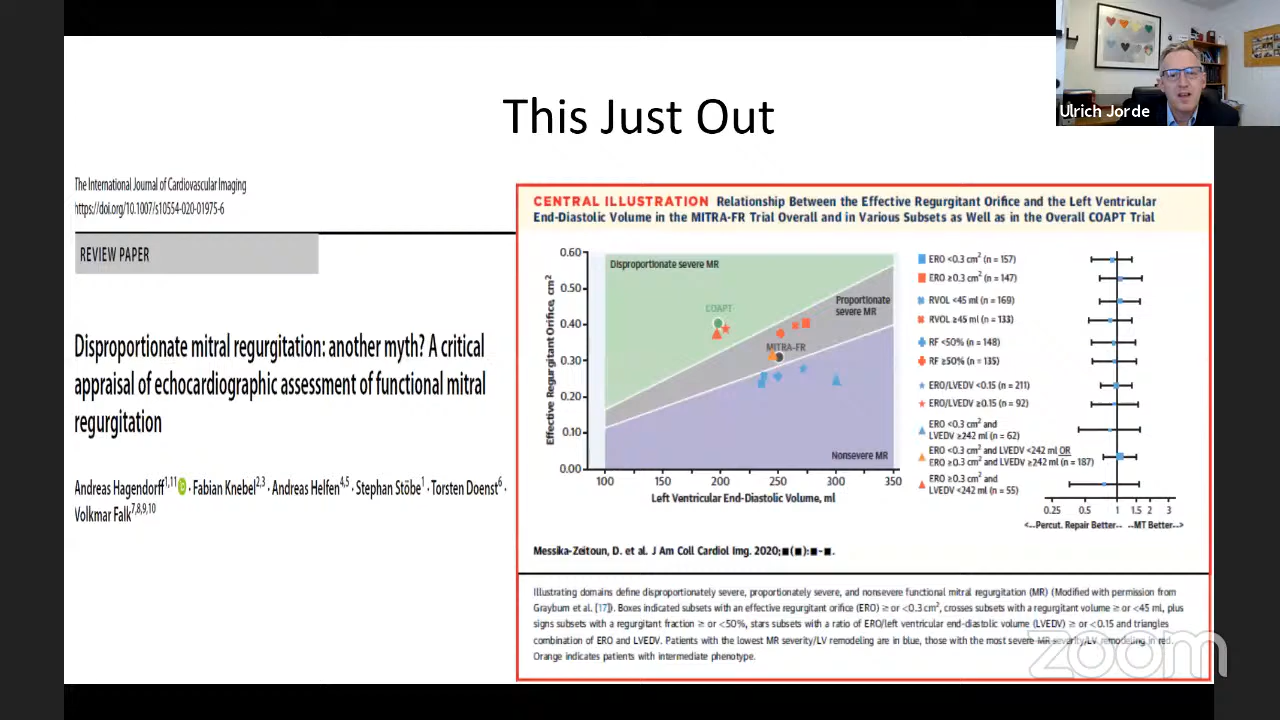 This Just Out
Ulrich Jorde
The International Journal of Cardiovascular Imaging
https://doi.org/10.1007/s10554-020-01975-6
REVIEW PAPER
Disproportionate mitral regurgitation: another myth? A critical
appraisal of echocardiographic assessment of functional mitral
regurgitation
Andreas Hagendorff1,11 · Fabian Knebel2,3 · Andreas Helfen4,5 · Stephan Stöbe1 · Torsten Doenst6 ·
Volkmar Falk7,8,9,10
CENTRAL ILLUSTRATION Relationship Between the Effective Regurgitant Orifice and the Left Ventricular
End-Diastolic Volume in the MITRA-FR Trial Overall and in Various Subsets as Well as in the Overall COAPT Trial
Effective Regurgitant Orifice, cm2
0.60
0.50
0.40
0.30
0.20
0.10
0.00
Disproportionate severe MR
COAPT
Proportionate
severe MR
MITRA-FR
Nonsevere MR
100 150 200 250 300 350
Left Ventricular End-Diastolic Volume, ml
ERO <0.3 cm2 (n = 157)
ERO ≥0.3 cm2 (n = 147)
RVOL <45 ml (n = 169)
RVOL ≥45 ml (n = 133)
RF <50% (n = 148)
RF ≥50% (n = 135)
ERO/LVEDV <0.15 (n = 211)
ERO/LVEDV ≥0.15 (n = 92)
ERO <0.3 cm2 and
LVEDV ≥242 ml (n = 62)
ERO <0.3 cm2 and LVEDV <242 ml OR
ERO ≥0.3 cm2 and LVEDV ≥242 ml (n = 187)
ERO ≥0.3 cm2 and
LVEDV <242 ml (n = 55)
0.25 0.5 1 1.5 2 3
<--Percut. Repair Better-- --MT Better-->
Messika-Zeitoun, D. et al. J Am Coll Cardiol Img. 2020;■(■):■-■.
Illustrating domains define disproportionately severe, proportionately severe, and nonsevere functional mitral regurgitation (MR) (Modified with permission from
Grayburn et al. [17]). Boxes indicated subsets with an effective regurgitant orifice (ERO) ≥ or <0.3 cm2, crosses subsets with a regurgitant volume ≥ or <45 ml, plus
signs subsets with a regurgitant fraction ≥ or <50%, stars subsets with a ratio of ERO/left ventricular end-diastolic volume (LVEDV) ≥ or <0.15 and triangles
combination of ERO and LVEDV. Patients with the lowest MR severity/LV remodeling are in blue, those with the most severe MR severity/LV remodeling in red.
Orange indicates patients with intermediate phenotype.
zoom